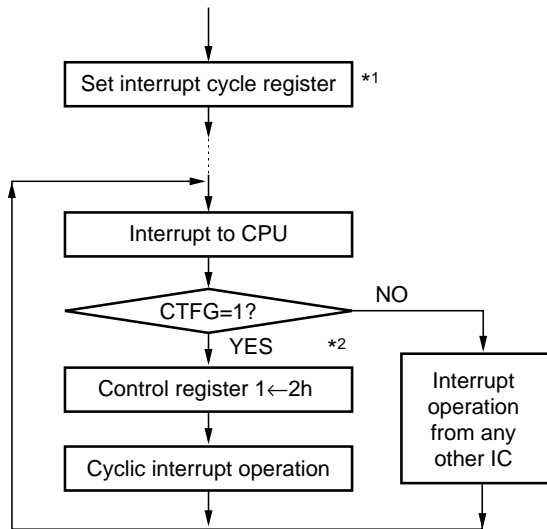 Set interrupt cycle register *1
Interrupt to CPU
CTFG=1?
NO
YES *2
Control register 1←2h
Interrupt
operation
from any
other IC
Cyclic interrupt operation